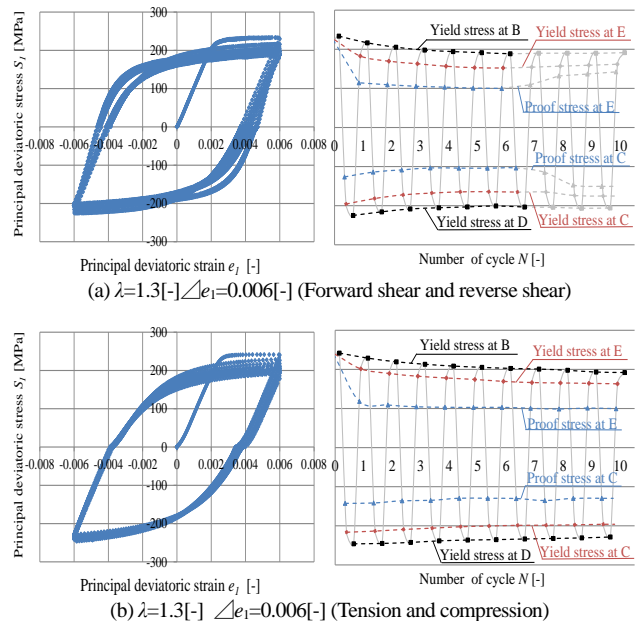 Principal deviatoric stress Si [MPa]
300
200
100
0
-100
-200
-300
-0.008 -0.006 -0.004 -0.002 0 0.002 0.004 0.006 0.008
Principal deviatoric strain e1 [-]
Yield stress at B
Yield stress at E
Proof stress at E
0 1 2 3 4 5 6 7 8 9 10
Proof stress at C
Yield stress at D
Yield stress at C
Number of cycle N [-]
(a) λ=1.3[-]⊿e1=0.006[-] (Forward shear and reverse shear)
Principal deviatoric stress Si [MPa]
300
200
100
0
-100
-200
-300
-0.008 -0.006 -0.004 -0.002 0 0.002 0.004 0.006 0.008
Principal deviatoric strain e1 [-]
Yield stress at B
Yield stress at E
Proof stress at E
0 1 2 3 4 5 6 7 8 9 10
Proof stress at C
Yield stress at D
Yield stress at C
Number of cycle N [-]
(b) λ=1.3[-] ⊿e1=0.006[-] (Tension and compression)